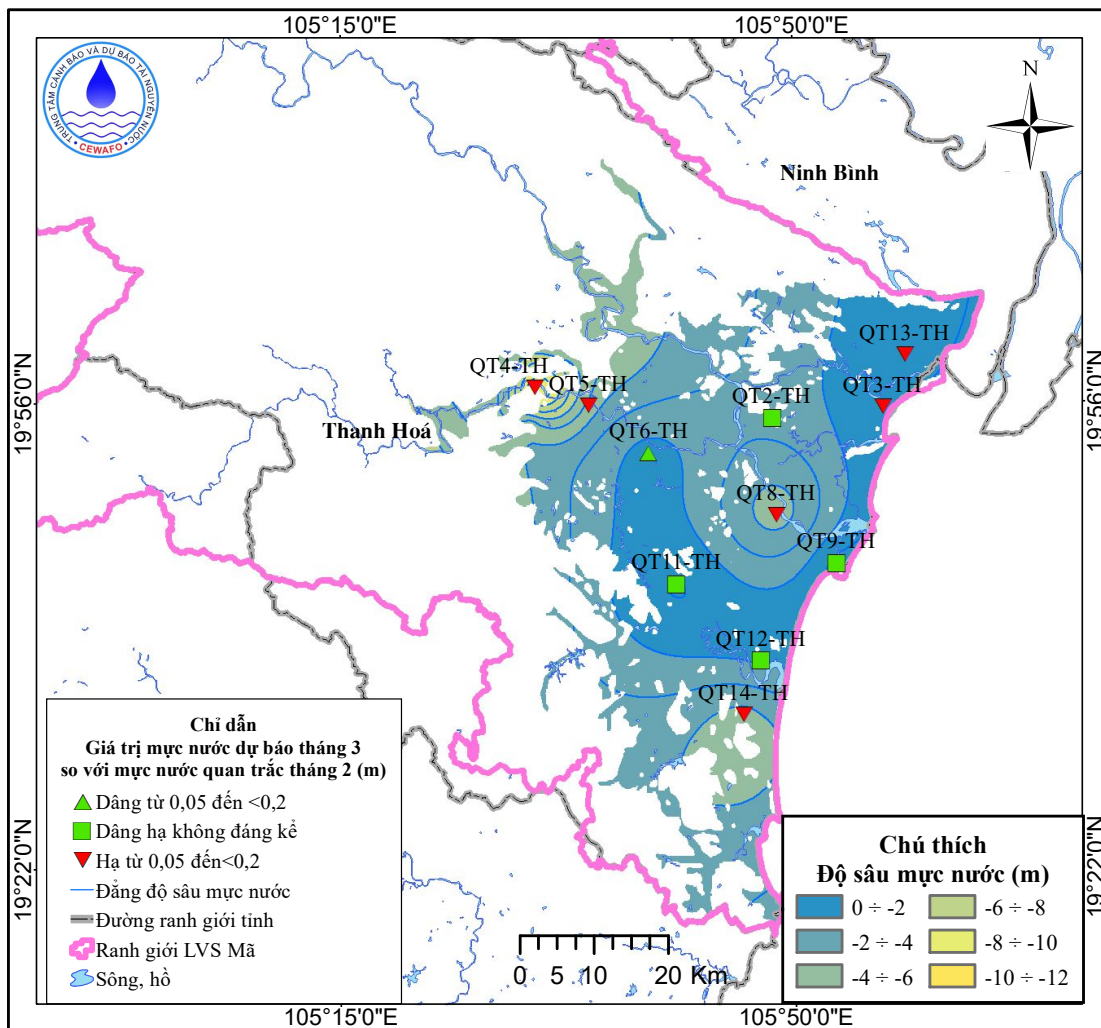 105°15'0"E
105°50'0"E
TRUNG TÂM CẢNH BÁO VÀ DỰ BÁO TÀI NGUYÊN NƯỚC
CEWAFO
N
Ninh Bình
QT13-TH
QT4-TH
QT5-TH
QT3-TH
QT2-TH
19°56'0"N
19°56'0"N
Thanh Hoá
QT6-TH
QT8-TH
QT9-TH
QT11-TH
QT12-TH
QT14-TH
Chỉ dẫn
Giá trị mực nước dự báo tháng 3
so với mực nước quan trắc tháng 2 (m)
Dâng từ 0,05 đến <0,2
Dâng hạ không đáng kể
Hạ từ 0,05 đến<0,2
Đẳng độ sâu mực nước
Đường ranh giới tỉnh
Ranh giới LVS Mã
Sông, hồ
19°22'0"N
19°22'0"N
0 5 10 20 Km
Chú thích
Độ sâu mực nước (m)
0 ÷ -2
-6 ÷ -8
-2 ÷ -4
-8 ÷ -10
-4 ÷ -6
-10 ÷ -12
105°15'0"E
105°50'0"E